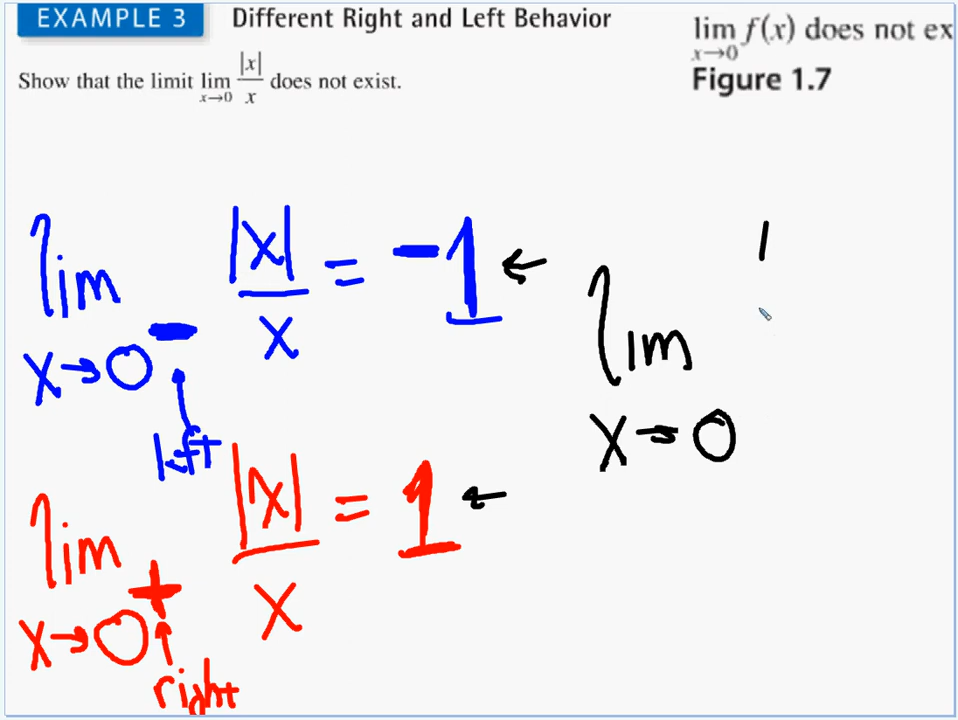 EXAMPLE 3 Different Right and Left Behavior
Show that the limit lim x→0 |x|/x does not exist.
lim f(x) does not ex
x→0
Figure 1.7
lim x→0⁻ |x|/x = -1 ←
left
lim x→0⁺ |x|/x = 1 ←
right
lim x→0 |